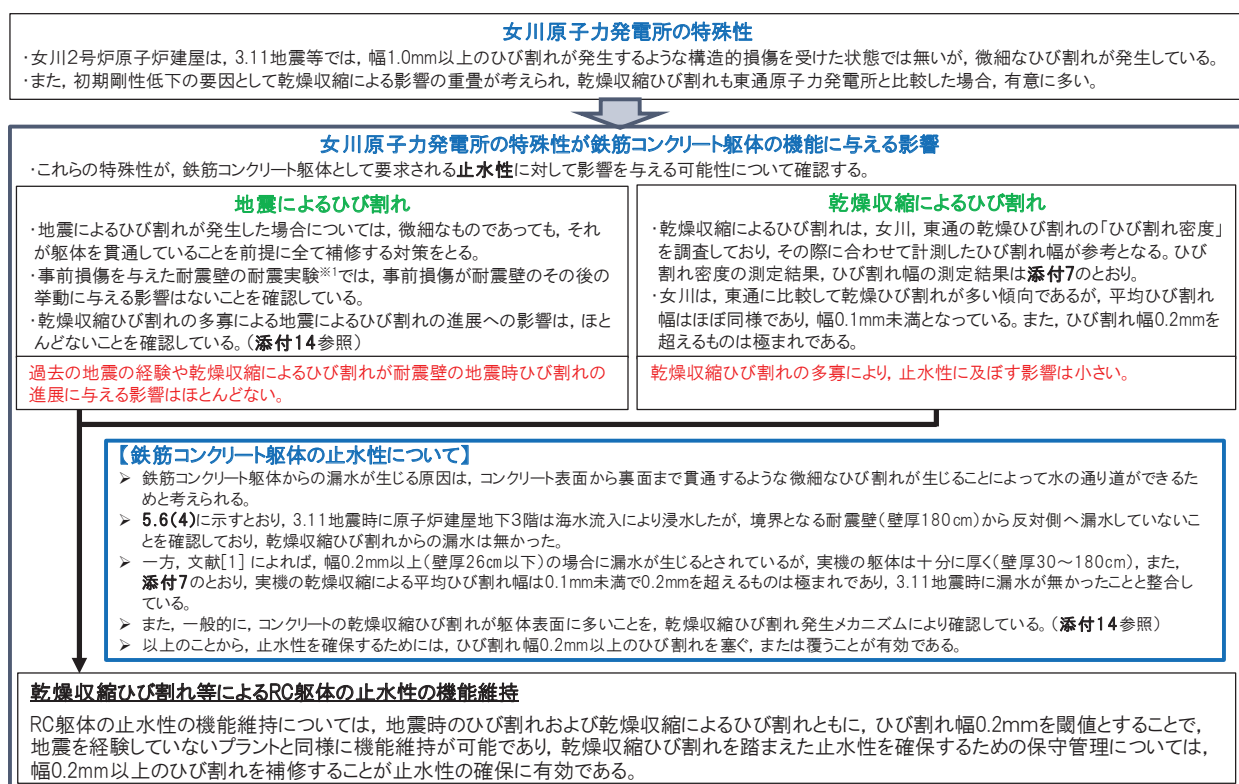 女川原子力発電所の特殊性
・女川２号炉原子炉建屋は，3.11地震等では，幅1.0mm以上のひび割れが発生するような構造的損傷を受けた状態では無いが，微細なひび割れが発生している。
・また，初期剛性低下の要因として乾燥収縮による影響の重畳が考えられ，乾燥収縮ひび割れも東通原子力発電所と比較した場合，有意に多い。
女川原子力発電所の特殊性が鉄筋コンクリート躯体の機能に与える影響
・これらの特殊性が，鉄筋コンクリート躯体として要求される止水性に対して影響を与える可能性について確認する。
地震によるひび割れ
・地震によるひび割れが発生した場合については，微細なものであっても，それ
が躯体を貫通していることを前提に全て補修する対策をとる。
・事前損傷を与えた耐震壁の耐震実験※1では，事前損傷が耐震壁のその後の
挙動に与える影響はないことを確認している。
・乾燥収縮ひび割れの多募による地震によるひび割れの進展への影響は，ほと
んどないことを確認している。（添付14参照）
過去の地震の経験や乾燥収縮によるひび割れが耐震壁の地震時ひび割れの
進展に与える影響はほとんどない。
乾燥収縮によるひび割れ
・乾燥収縮によるひび割れは，女川，東通の乾燥ひび割れの「ひび割れ密度」
を調査しており，その際に合わせて計測したひび割れ幅が参考となる。ひび
割れ密度の測定結果，ひび割れ幅の測定結果は添付7のとおり。
・女川は，東通に比較して乾燥ひび割れが多い傾向であるが，平均ひび割れ
幅はほぼ同様であり，幅0.1mm未満となっている。また，ひび割れ幅0.2mmを
超えるものは極まれである。
乾燥収縮ひび割れの多募により，止水性に及ぼす影響は小さい。
【鉄筋コンクリート躯体の止水性について】
➢ 鉄筋コンクリート躯体からの漏水が生じる原因は，コンクリート表面から裏面まで貫通するような微細なひび割れが生じることによって水の通り道ができるた
めと考えられる。
➢ 5.6(4)に示すとおり，3.11地震時に原子炉建屋地下３階は海水流入により浸水したが，境界となる耐震壁（壁厚180cm）から反対側へ漏水していないこ
とを確認しており，乾燥収縮ひび割れからの漏水は無かった。
➢ 一方，文献[1]によれば，幅0.2mm以上（壁厚26cm以下）の場合に漏水が生じるとされているが，実機の躯体は十分に厚く（壁厚30～180cm），また，
添付7のとおり，実機の乾燥収縮による平均ひび割れ幅は0.1mm未満で0.2mmを超えるものは極まれであり，3.11地震時に漏水が無かったことと整合し
ている。
➢ また，一般的に，コンクリートの乾燥収縮ひび割れが躯体表面に多いことを，乾燥収縮ひび割れ発生メカニズムにより確認している。（添付14参照）
➢ 以上のことから，止水性を確保するためには，ひび割れ幅0.2mm以上のひび割れを塞ぐ，または覆うことが有効である。
乾燥収縮ひび割れ等によるRC躯体の止水性の機能維持
RC躯体の止水性の機能維持については，地震時のひび割れおよび乾燥収縮によるひび割れともに，ひび割れ幅0.2mmを閾値とすることで，
地震を経験していないプラントと同様に機能維持が可能であり，乾燥収縮ひび割れを踏まえた止水性を確保するための保守管理については，
幅0.2mm以上のひび割れを補修することが止水性の確保に有効である。